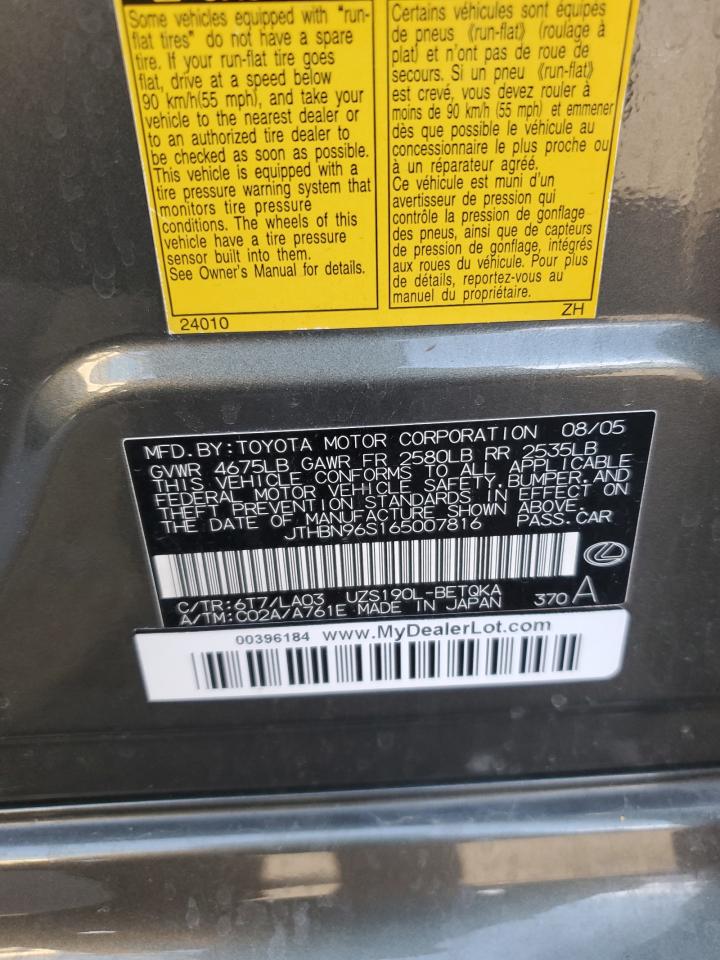 Some vehicles equipped with "run-
flat tires" do not have a spare
tire. If your run-flat tire goes
flat, drive at a speed below
90 km/h(55 mph), and take your
vehicle to the nearest dealer or
to an authorized tire dealer to
be checked as soon as possible.
This vehicle is equipped with a
tire pressure warning system that
monitors tire pressure
conditions. The wheels of this
vehicle have a tire pressure
sensor built into them.
See Owner's Manual for details.
24010
Certains véhicules sont équipés
de pneus 《run-flat》 (roulage à
plat) et n'ont pas de roue de
secours. Si un pneu 《run-flat》
est crevé, vous devez rouler à
moins de 90 km/h (55 mph) et emmener
dès que possible le véhicule au
concessionnaire le plus proche ou
à un réparateur agréé.
Ce véhicule est muni d'un
avertisseur de pression qui
contrôle la pression de gonflage
des pneus, ainsi que de capteurs
de pression de gonflage, intégrés
aux roues du véhicule. Pour plus
de détails, reportez-vous au
manuel du propriétaire.
ZH
MFD.BY:TOYOTA MOTOR CORPORATION 08/05
GVWR 4675LB GAWR FR 2580LB RR 2535LB
THIS VEHICLE CONFORMS TO ALL APPLICABLE
FEDERAL MOTOR VEHICLE SAFETY,BUMPER,AND
THEFT PREVENTION STANDARDS IN EFFECT ON
THE DATE OF MANUFACTURE SHOWN ABOVE.
JTHBN96S165007816 PASS.CAR
C/TR:6T7/LA03 UZS190L-BETQKA
A/TM:C02A/A761E MADE IN JAPAN 370 A
00396184 www.MyDealerLot.com